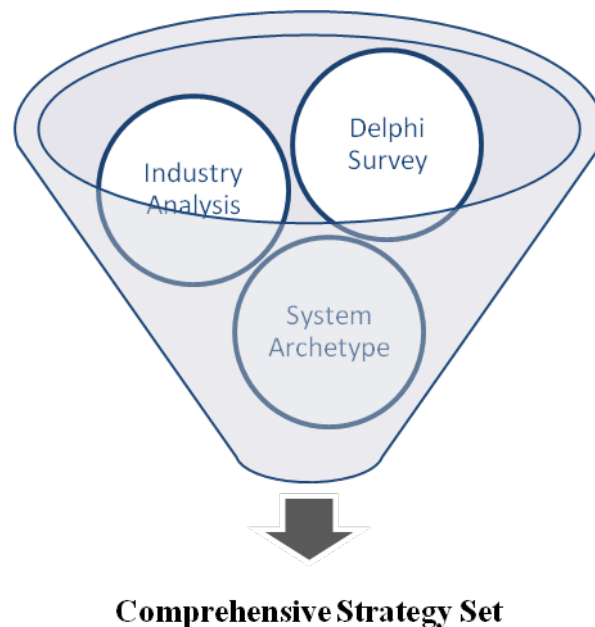 Delphi
Survey
Industry
Analysis
System
Archetype
Comprehensive Strategy Set